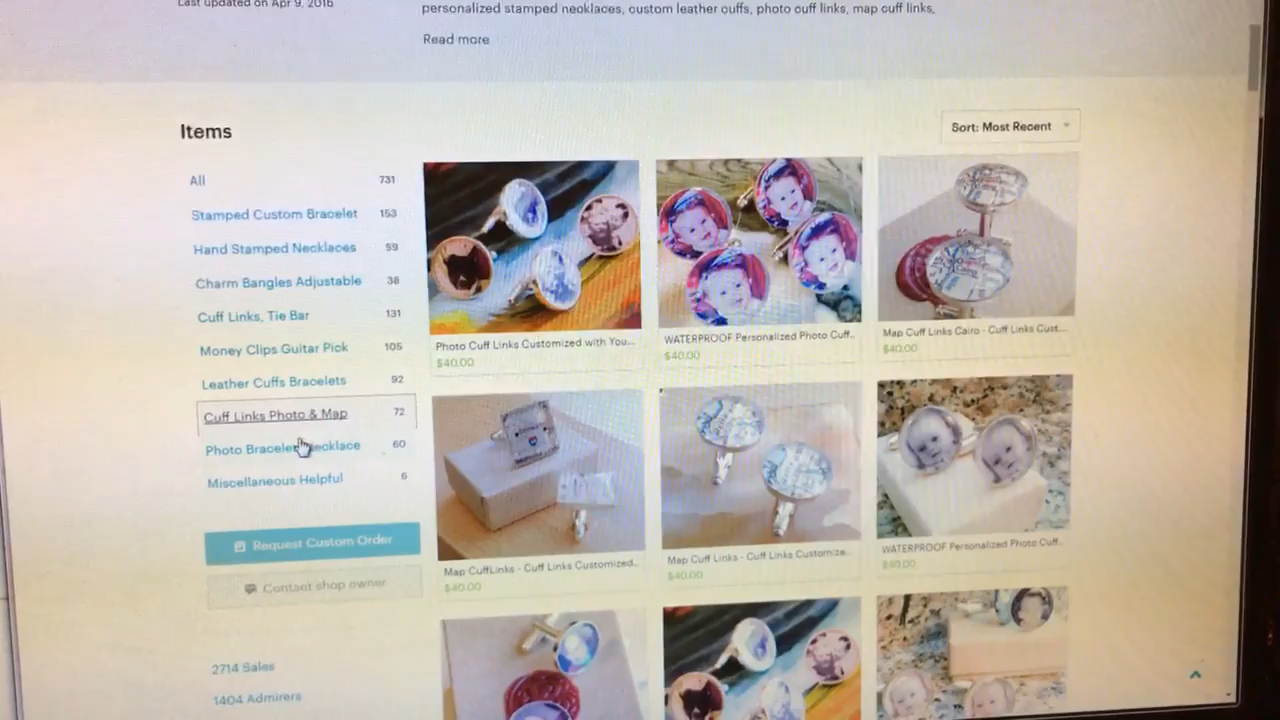 Last updated on Apr 9, 2016
personalized stamped necklaces, custom leather cuffs, photo cuff links, map cuff links,
Read more
Items
Sort: Most Recent
All 731
Stamped Custom Bracelet 153
Hand Stamped Necklaces 59
Charm Bangles Adjustable 38
Cuff Links, Tie Bar 131
Money Clips Guitar Pick 105
Leather Cuffs Bracelets 92
Cuff Links Photo & Map 72
Photo Bracelet Necklace 60
Miscellaneous Helpful 6
Request Custom Order
Contact shop owner
2714 Sales
1404 Admirers
Photo Cuff Links Customized with You...
$40.00
WATERPROOF Personalized Photo Cuff...
$40.00
Map Cuff Links Cairo - Cuff Links Cust...
$40.00
Map CuffLinks - Cuff Links Customized...
$40.00
Map Cuff Links - Cuff Links Customize...
$40.00
WATERPROOF Personalized Photo Cuff...
$40.00